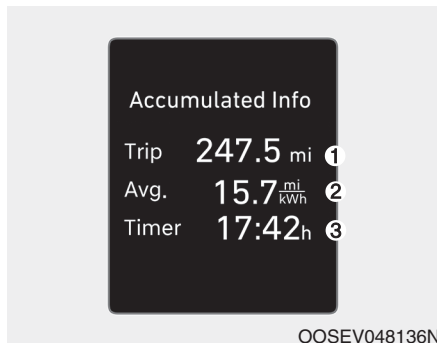 Accumulated Info
Trip 247.5 mi 1
Avg. 15.7 mi/kWh 2
Timer 17:42h 3
OOSEV048136N